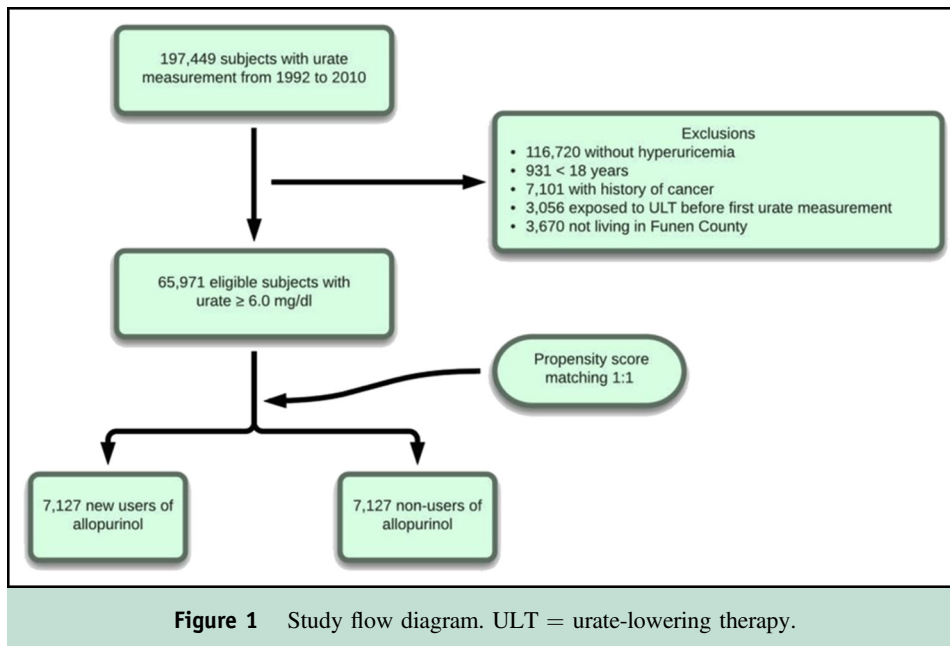 197,449 subjects with urate
measurement from 1992 to 2010
Exclusions
• 116,720 without hyperuricemia
• 931 < 18 years
• 7,101 with history of cancer
• 3,056 exposed to ULT before first urate measurement
• 3,670 not living in Funen County
65,971 eligible subjects with
urate ≥ 6.0 mg/dl
Propensity score
matching 1:1
7,127 new users of
allopurinol
7,127 non-users of
allopurinol
Figure 1 Study flow diagram. ULT = urate-lowering therapy.